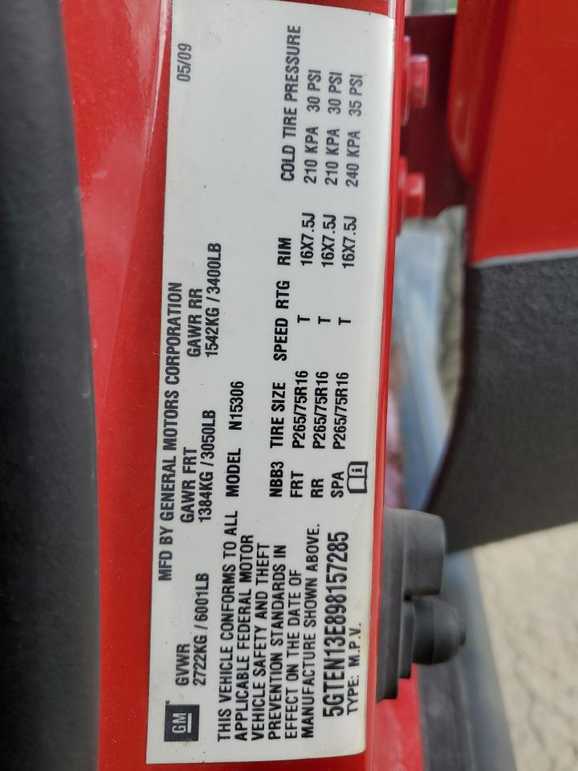 GM
MFD BY GENERAL MOTORS CORPORATION 05/09
GVWR GAWR FRT GAWR RR
2722KG / 6001LB 1384KG / 3050LB 1542KG / 3400LB
THIS VEHICLE CONFORMS TO ALL
APPLICABLE FEDERAL MOTOR
VEHICLE SAFETY AND THEFT
PREVENTION STANDARDS IN
EFFECT ON THE DATE OF
MANUFACTURE SHOWN ABOVE.
5GTEN13E898157285
TYPE: M.P.V.
MODEL N15306
NBB3 TIRE SIZE SPEED RTG RIM COLD TIRE PRESSURE
FRT P265/75R16 T 16X7.5J 210 KPA 30 PSI
RR P265/75R16 T 16X7.5J 210 KPA 30 PSI
SPA P265/75R16 T 16X7.5J 240 KPA 35 PSI